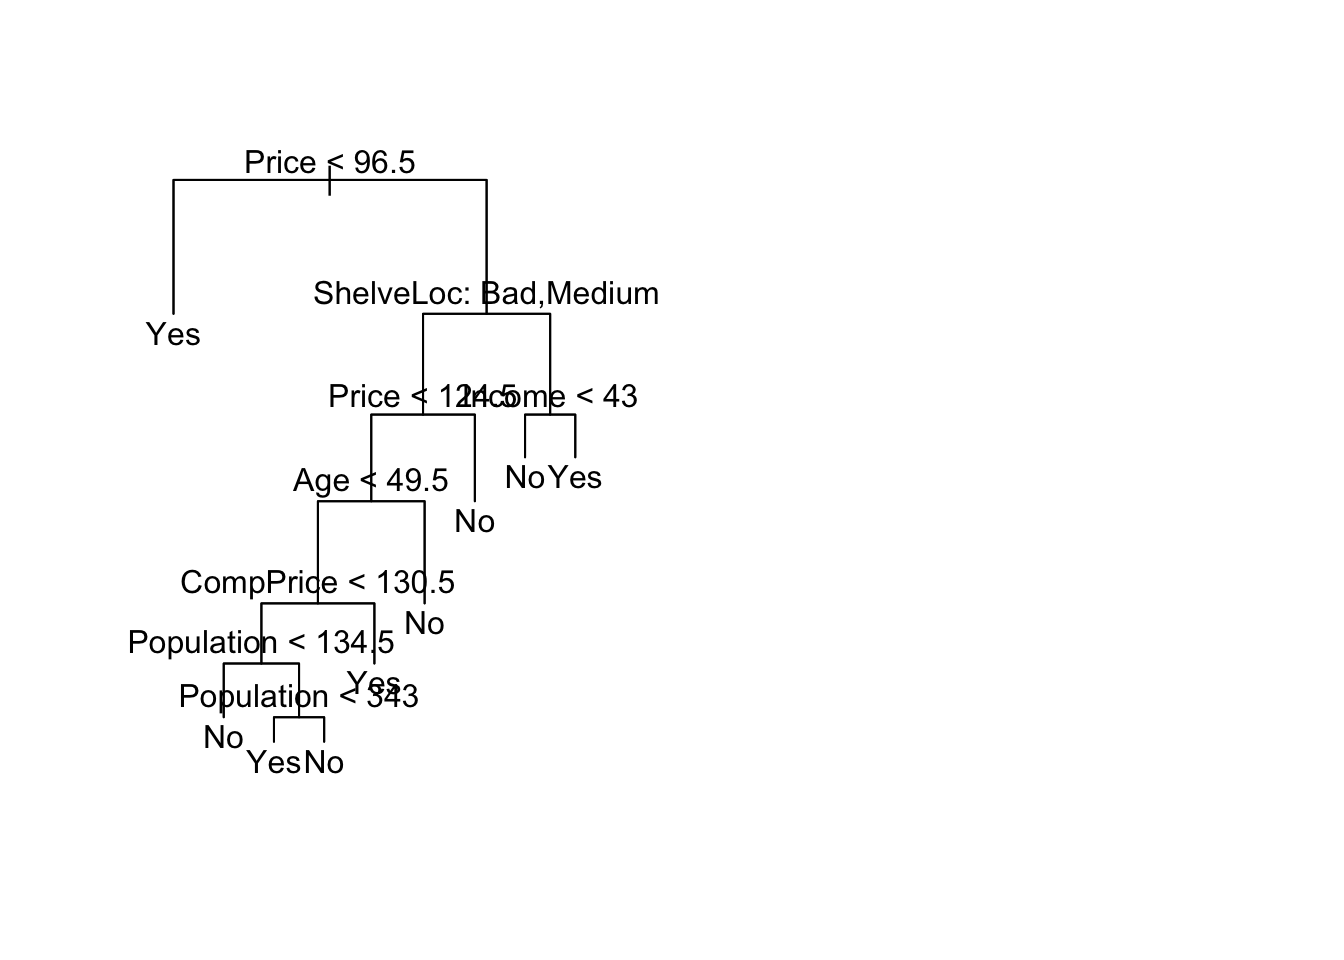 Price < 96.5
ShelveLoc: Bad,Medium
Yes
Price < 124.5
Income < 43
No
Yes
Age < 49.5
No
CompPrice < 130.5
No
Population < 134.5
Yes
Population < 343
No
Yes
No